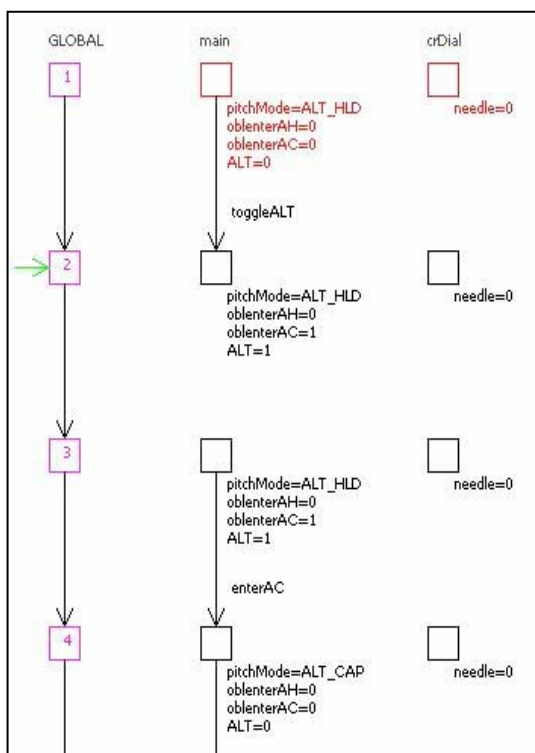 GLOBAL main crDial
1
pitchMode=ALT_HLD needle=0
oblenterAH=0
oblenterAC=0
ALT=0
toggleALT
2
pitchMode=ALT_HLD needle=0
oblenterAH=0
oblenterAC=1
ALT=1
3
pitchMode=ALT_HLD needle=0
oblenterAH=0
oblenterAC=1
ALT=1
enterAC
4
pitchMode=ALT_CAP needle=0
oblenterAH=0
oblenterAC=0
ALT=0